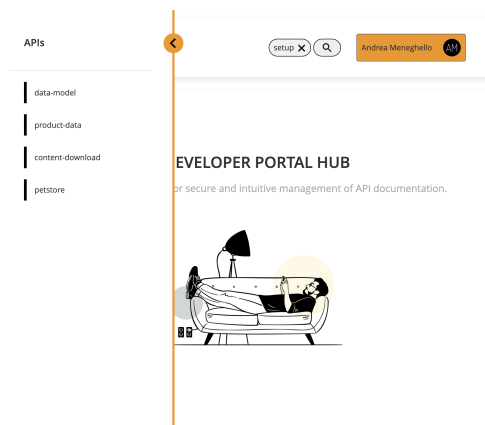 APIs
data-model
product-data
content-download
petstore
setup
Andrea Meneghello
AM
EVELOPER PORTAL HUB
or secure and intuitive management of API documentation.